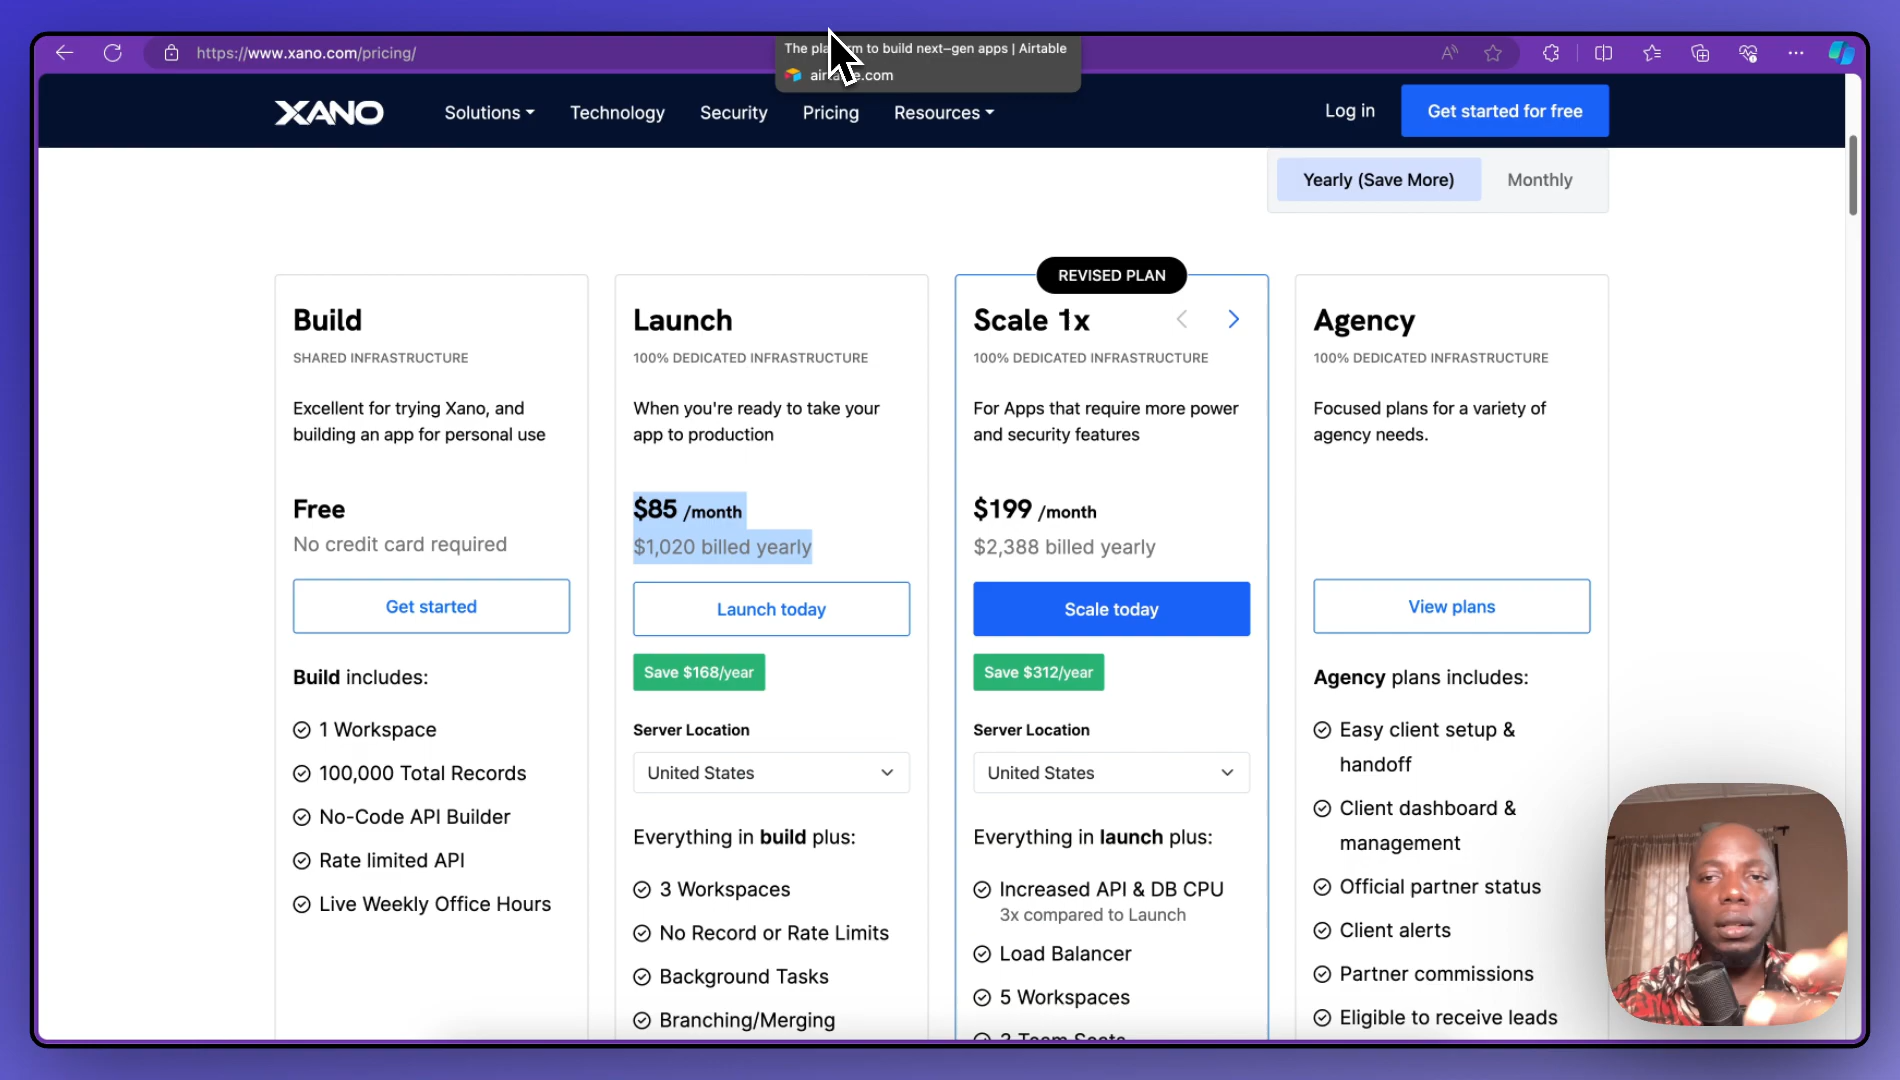 https://www.xano.com/pricing/
The platform to build next-gen apps | Airtable
airtable.com
XANO
Solutions
Technology
Security
Pricing
Resources
Log in
Get started for free
Yearly (Save More)
Monthly
Build
SHARED INFRASTRUCTURE
Excellent for trying Xano, and
building an app for personal use
Free
No credit card required
Get started
Build includes:
1 Workspace
100,000 Total Records
No-Code API Builder
Rate limited API
Live Weekly Office Hours
Launch
100% DEDICATED INFRASTRUCTURE
When you're ready to take your
app to production
$85 /month
$1,020 billed yearly
Launch today
Save $168/year
Server Location
United States
Everything in build plus:
3 Workspaces
No Record or Rate Limits
Background Tasks
Branching/Merging
REVISED PLAN
Scale 1x
100% DEDICATED INFRASTRUCTURE
For Apps that require more power
and security features
$199 /month
$2,388 billed yearly
Scale today
Save $312/year
Server Location
United States
Everything in launch plus:
Increased API & DB CPU
3x compared to Launch
Load Balancer
5 Workspaces
Team Seats
Agency
100% DEDICATED INFRASTRUCTURE
Focused plans for a variety of
agency needs.
View plans
Agency plans includes:
Easy client setup &
handoff
Client dashboard &
management
Official partner status
Client alerts
Partner commissions
Eligible to receive leads